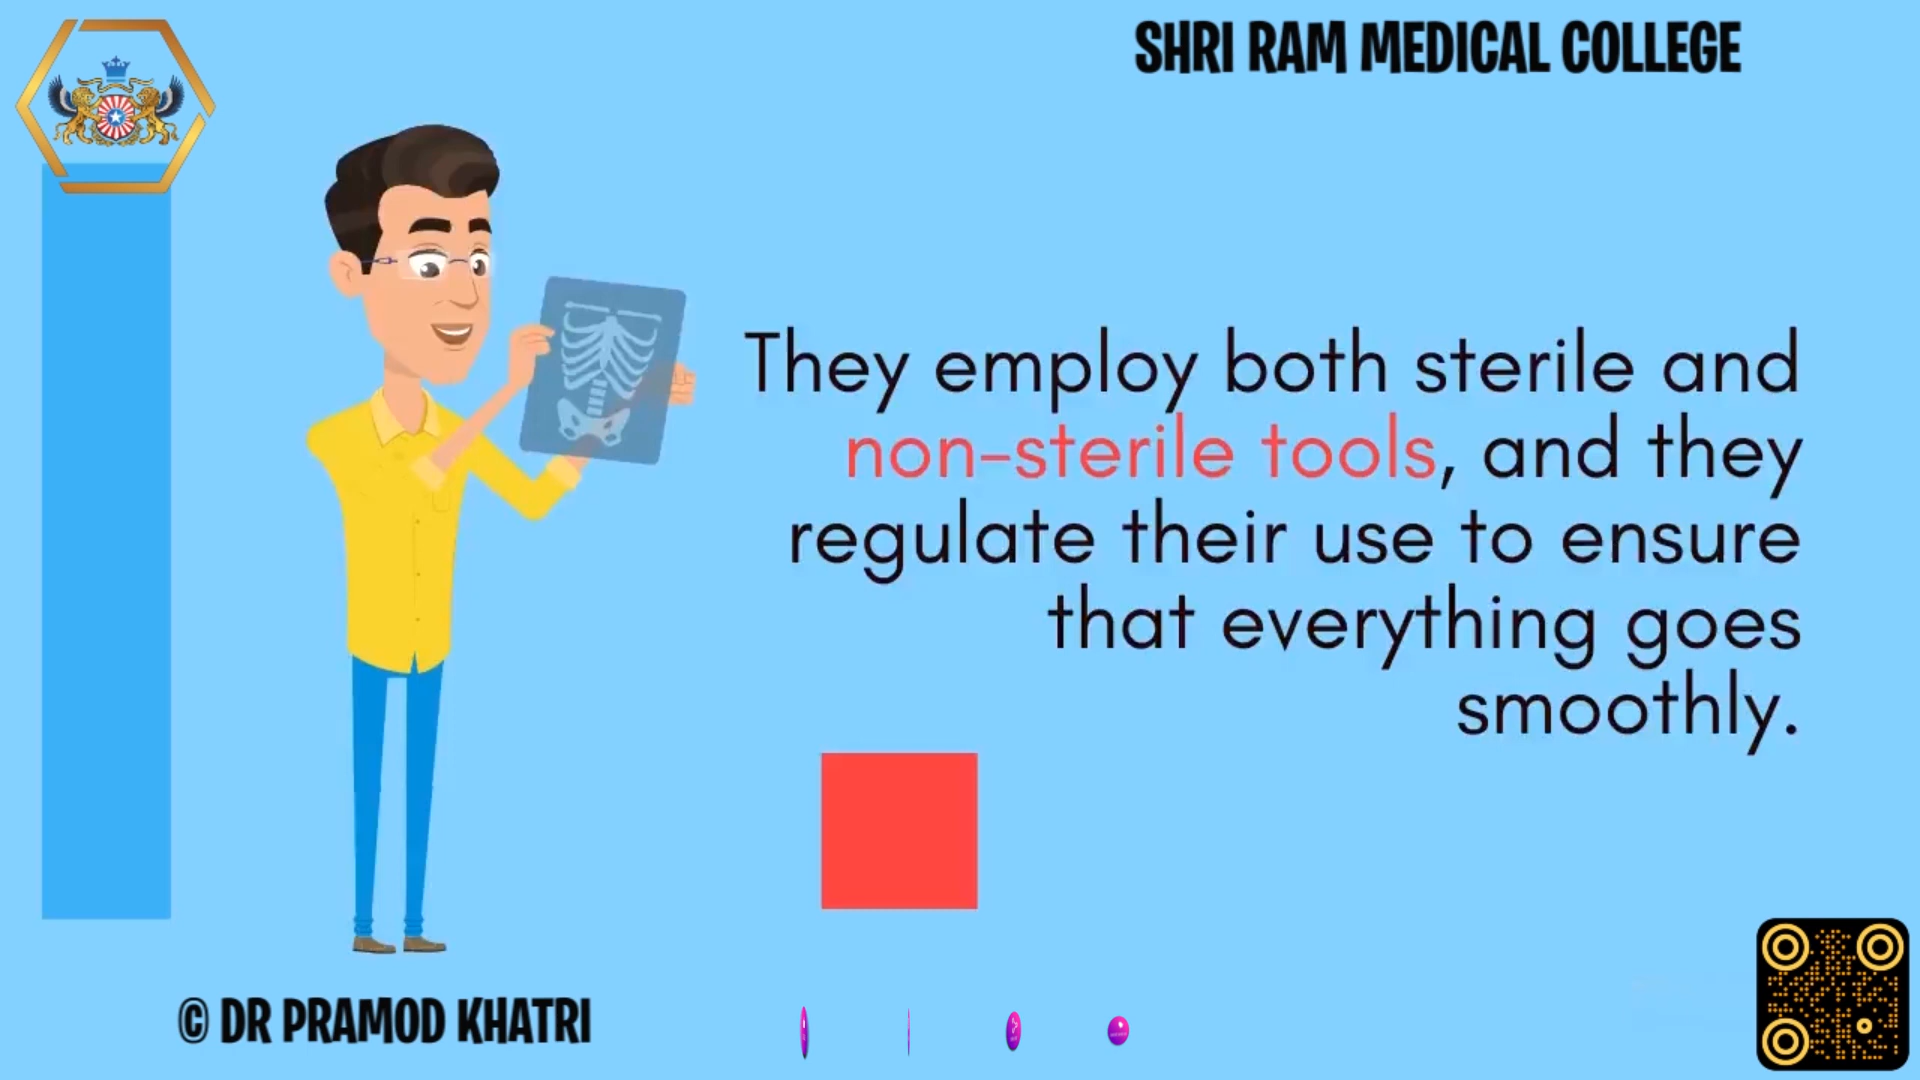 SHRI RAM MEDICAL COLLEGE
They employ both sterile and
non-sterile tools, and they
regulate their use to ensure
that everything goes
smoothly.
© DR PRAMOD KHATRI